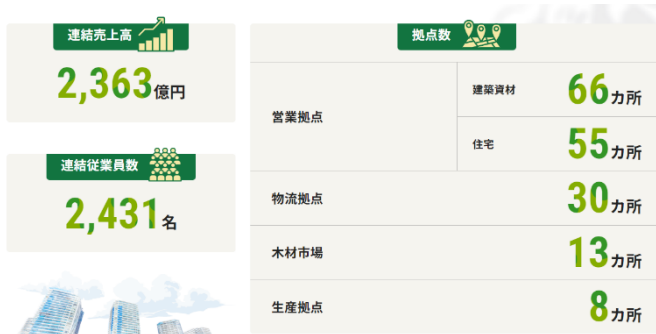 連結売上高
2,363億円
連結従業員数
2,431名
拠点数
営業拠点
建築資材
66カ所
住宅
55カ所
物流拠点
30カ所
木材市場
13カ所
生産拠点
8カ所